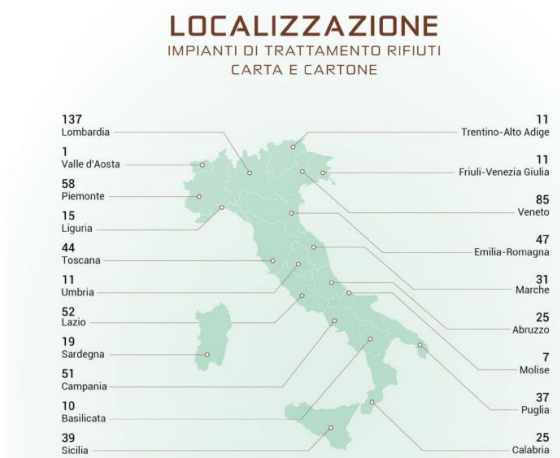 LOCALIZZAZIONE
IMPIANTI DI TRATTAMENTO RIFIUTI
CARTA E CARTONE
137
Lombardia
1
Valle d'Aosta
58
Piemonte
15
Liguria
44
Toscana
11
Umbria
52
Lazio
19
Sardegna
51
Campania
10
Basilicata
39
Sicilia
11
Trentino-Alto Adige
11
Friuli-Venezia Giulia
85
Veneto
47
Emilia-Romagna
31
Marche
25
Abruzzo
7
Molise
37
Puglia
25
Calabria